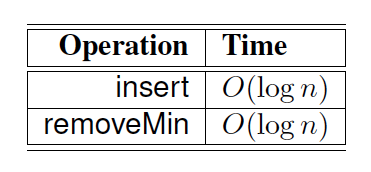 Operation Time
insert O(log n)
removeMin O(log n)